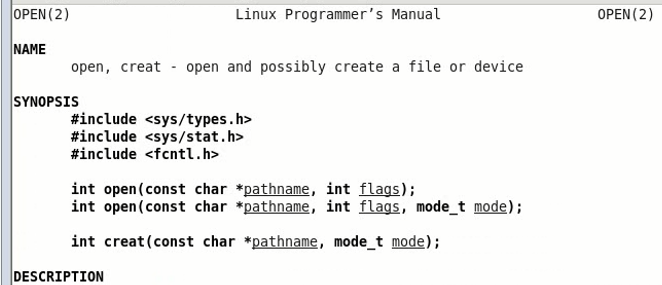 OPEN(2) Linux Programmer’s Manual OPEN(2)
NAME
open, creat - open and possibly create a file or device
SYNOPSIS
#include <sys/types.h>
#include <sys/stat.h>
#include <fcntl.h>
int open(const char *pathname, int flags);
int open(const char *pathname, int flags, mode_t mode);
int creat(const char *pathname, mode_t mode);
DESCRIPTION